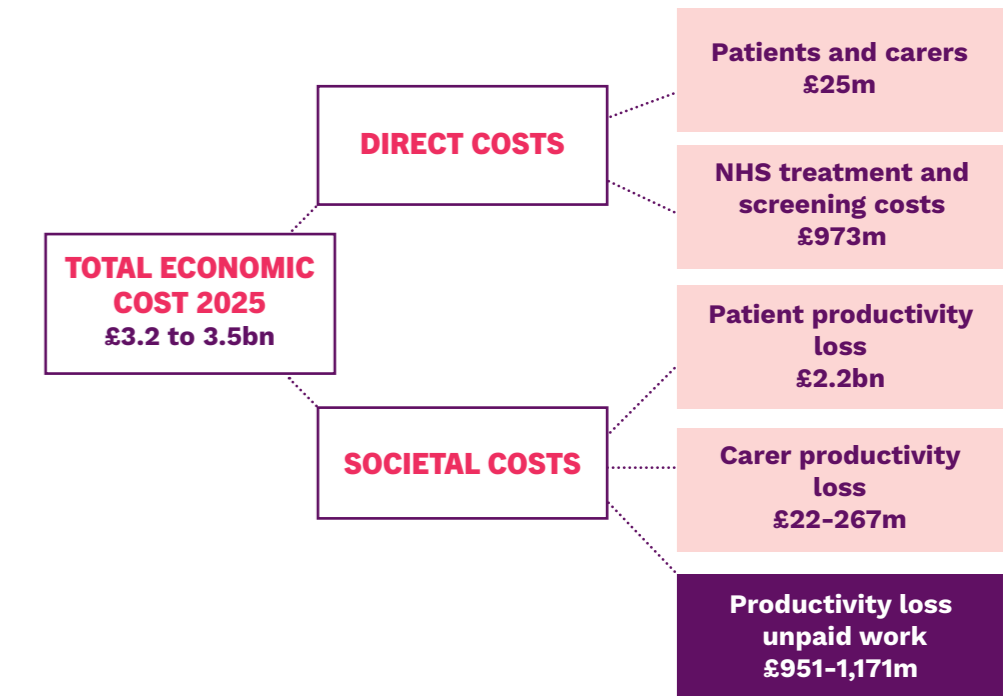 Patients and carers
£25m
DIRECT COSTS
NHS treatment and
screening costs
£973m
TOTAL ECONOMIC
COST 2025
£3.2 to 3.5bn
Patient productivity
loss
£2.2bn
SOCIETAL COSTS
Carer productivity
loss
£22-267m
Productivity loss
unpaid work
£951-1,171m